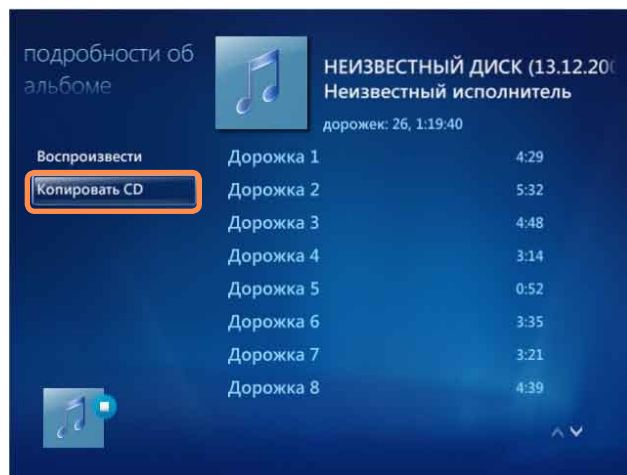 подробности об
альбоме
НЕИЗВЕСТНЫЙ ДИСК (13.12.200
Неизвестный исполнитель
дорожек: 26, 1:19:40
Воспроизвести
Копировать CD
Дорожка 1 4:29
Дорожка 2 5:32
Дорожка 3 4:48
Дорожка 4 3:14
Дорожка 5 0:52
Дорожка 6 3:35
Дорожка 7 3:21
Дорожка 8 4:39